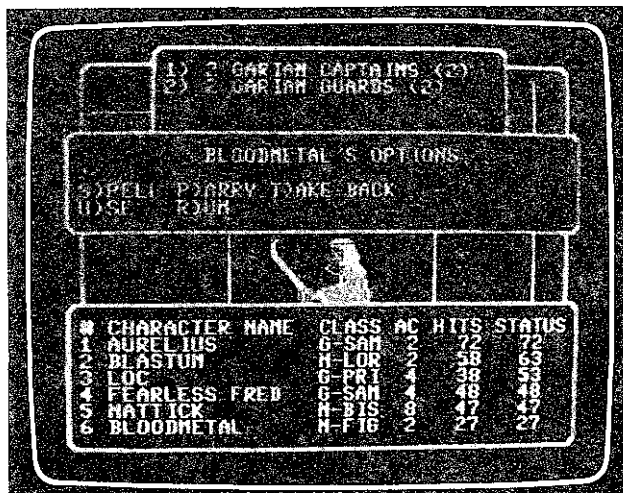 1) 2 GARIAN CAPTAINS (2)
2) 2 GARIAN GUARDS (2)
BLOODMETAL'S OPTIONS
S)PELL P)ARRY T)AKE BACK
U)SE R)UN
# CHARACTER NAME CLASS AC HITS STATUS
1 AURELIUS G-SAM 2 72 72
2 BLASTUM N-LOR 2 58 63
3 LOC G-PRI 4 38 53
4 FEARLESS FRED G-SAM 4 48 48
5 MATTICK N-BIS 8 47 47
6 BLOODMETAL N-FIG 2 27 27